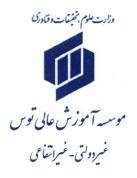 وزارت علوم، تحقیقات و فناوری
موسسه آموزش عالی توس
غیردولتی - غیرانتفاعی